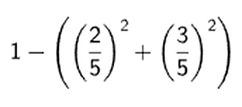 1 − ( (2/5)² + (3/5)² )